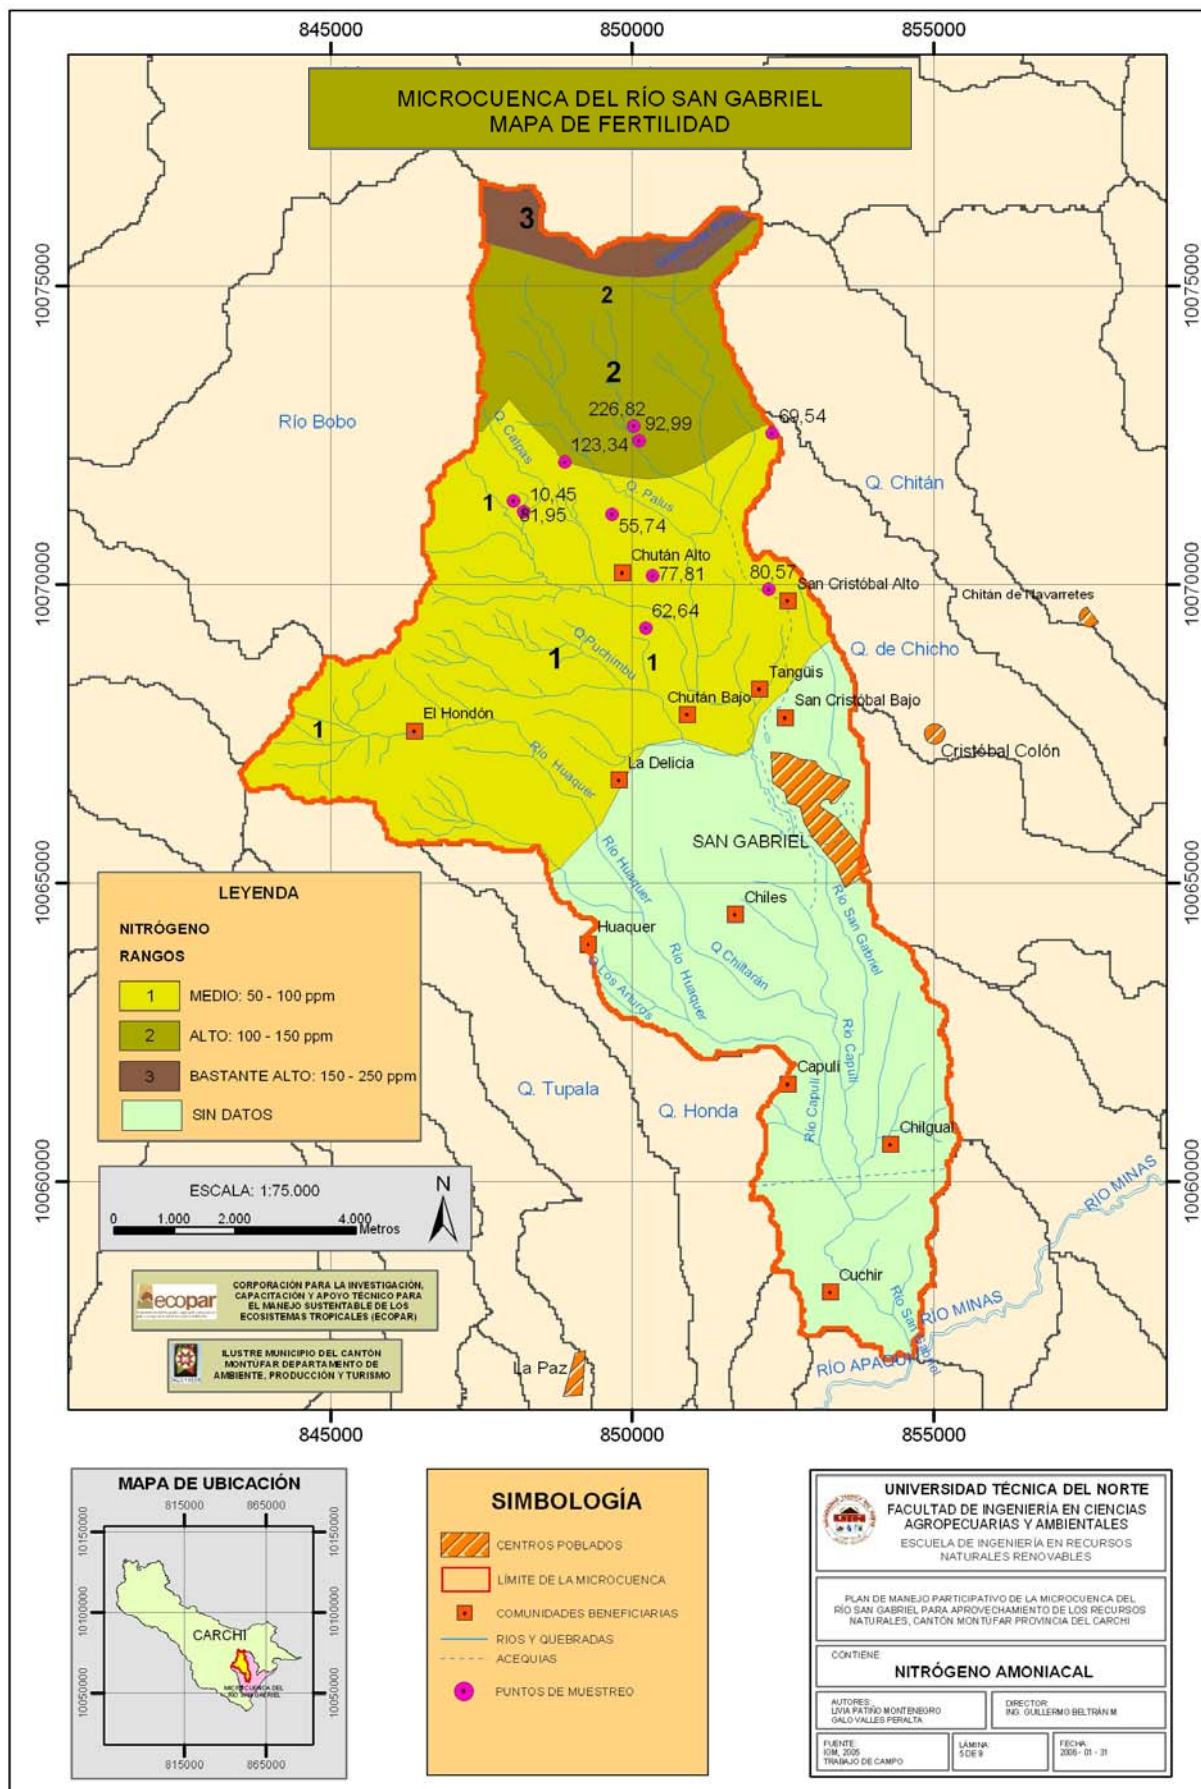 845000
850000
855000
MICROCUENCA DEL RÍO SAN GABRIEL
MAPA DE FERTILIDAD
10075000
10075000
3
2
2
226,82
92,99
69,54
123,34
Río Bobo
Q. Calpas
Q. Palus
Q. Chitán
1
10,45
81,95
55,74
Chután Alto
77,81
80,57
San Cristóbal Alto
10070000
10070000
Chitán de Navarretes
62,64
Q. Puchimbu
1
1
Q. de Chicho
Tangüis
Chután Bajo
San Cristóbal Bajo
El Hondón
1
Cristóbal Colón
Río Huaquer
La Delicia
SAN GABRIEL
Río Huaquer
10065000
10065000
Chiles
Río San Gabriel
Huaquer
Q Chiltarán
Río Huaquer
Q Los Arturos
Río Capulí
Capulí
Río Capulí
Q. Tupala
Q. Honda
Chilgual
10060000
10060000
RÍO MINAS
Cuchir
RÍO MINAS
Río San Gabriel
RÍO APAQUI
La Paz
LEYENDA
NITRÓGENO
RANGOS
1 MEDIO: 50 - 100 ppm
2 ALTO: 100 - 150 ppm
3 BASTANTE ALTO: 150 - 250 ppm
SIN DATOS
ESCALA: 1:75.000
N
0 1.000 2.000 4.000
Metros
ecopar
CORPORACIÓN PARA LA INVESTIGACIÓN,
CAPACITACIÓN Y APOYO TÉCNICO PARA
EL MANEJO SUSTENTABLE DE LOS
ECOSISTEMAS TROPICALES (ECOPAR)
ILUSTRE MUNICIPIO DEL CANTÓN
MONTÚFAR DEPARTAMENTO DE
AMBIENTE, PRODUCCIÓN Y TURISMO
845000
850000
855000
MAPA DE UBICACIÓN
815000
865000
10150000
10150000
10100000
10100000
CARCHI
MICROCUENCA DEL
RÍO SAN GABRIEL
10050000
10050000
815000
865000
SIMBOLOGÍA
CENTROS POBLADOS
LÍMITE DE LA MICROCUENCA
COMUNIDADES BENEFICIARIAS
RIOS Y QUEBRADAS
ACEQUIAS
PUNTOS DE MUESTREO
UNIVERSIDAD TÉCNICA DEL NORTE
FACULTAD DE INGENIERÍA EN CIENCIAS
AGROPECUARIAS Y AMBIENTALES
ESCUELA DE INGENIERÍA EN RECURSOS
NATURALES RENOVABLES
PLAN DE MANEJO PARTICIPATIVO DE LA MICROCUENCA DEL
RÍO SAN GABRIEL PARA APROVECHAMIENTO DE LOS RECURSOS
NATURALES, CANTÓN MONTÚFAR PROVINCIA DEL CARCHI
CONTIENE:
NITRÓGENO AMONIACAL
AUTORES:
LIVIA PATIÑO MONTENEGRO
GALO VALLES PERALTA
DIRECTOR:
ING. GUILLERMO BELTRÁN M.
FUENTE:
IGM, 2005
TRABAJO DE CAMPO
LÁMINA:
5 DE 9
FECHA:
2006 - 01 - 31